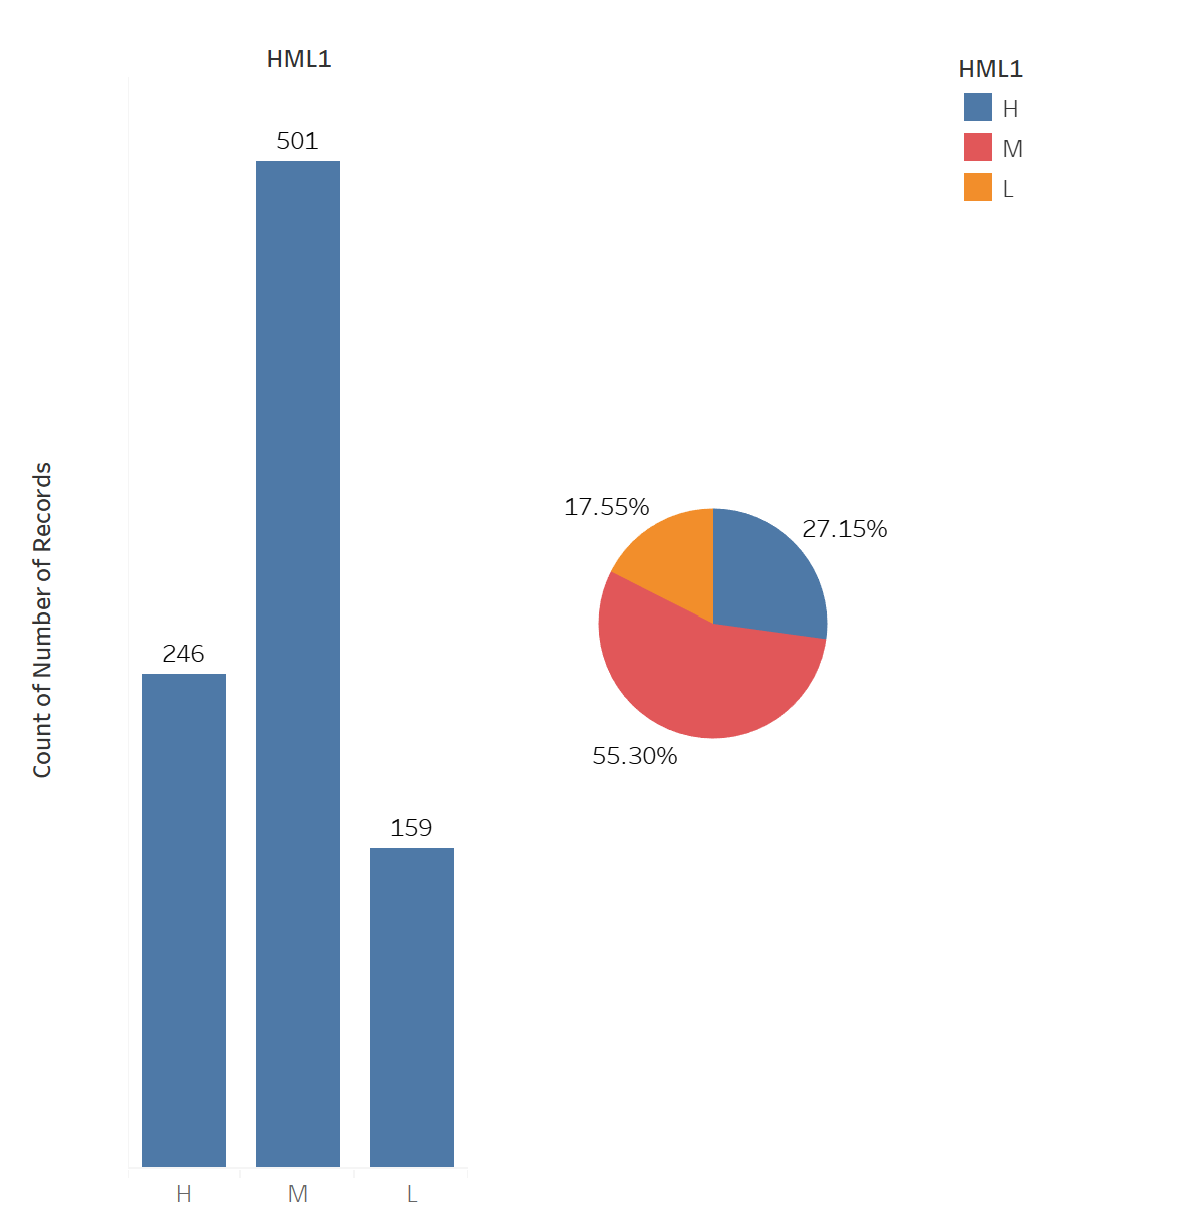 HML1
501
246
159
Count of Number of Records
H M L
17.55%
27.15%
55.30%
HML1
H
M
L